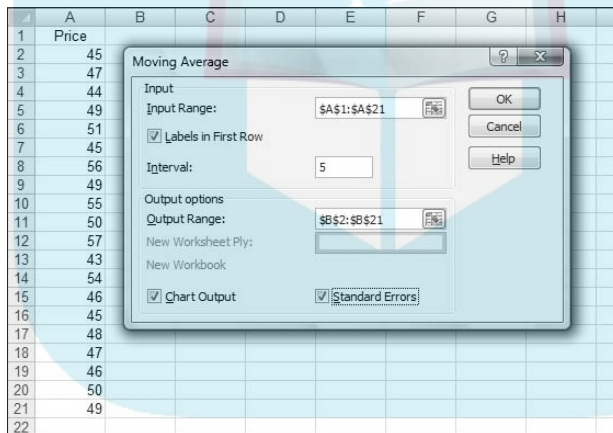 A B C D E F G H
1 Price
2 45
3 47
4 44
5 49
6 51
7 45
8 56
9 49
10 55
11 50
12 57
13 43
14 54
15 46
16 45
17 48
18 47
19 46
20 50
21 49
22
Moving Average
Input
Input Range: $A$1:$A$21
Labels in First Row
Interval: 5
Output options
Output Range: $B$2:$B$21
New Worksheet Ply:
New Workbook
Chart Output Standard Errors
OK
Cancel
Help